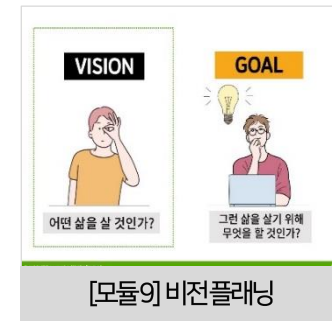 VISION
GOAL
어떤 삶을 살 것인가?
그런 삶을 살기 위해
무엇을 할 것인가?
[모듈9] 비전플래닝